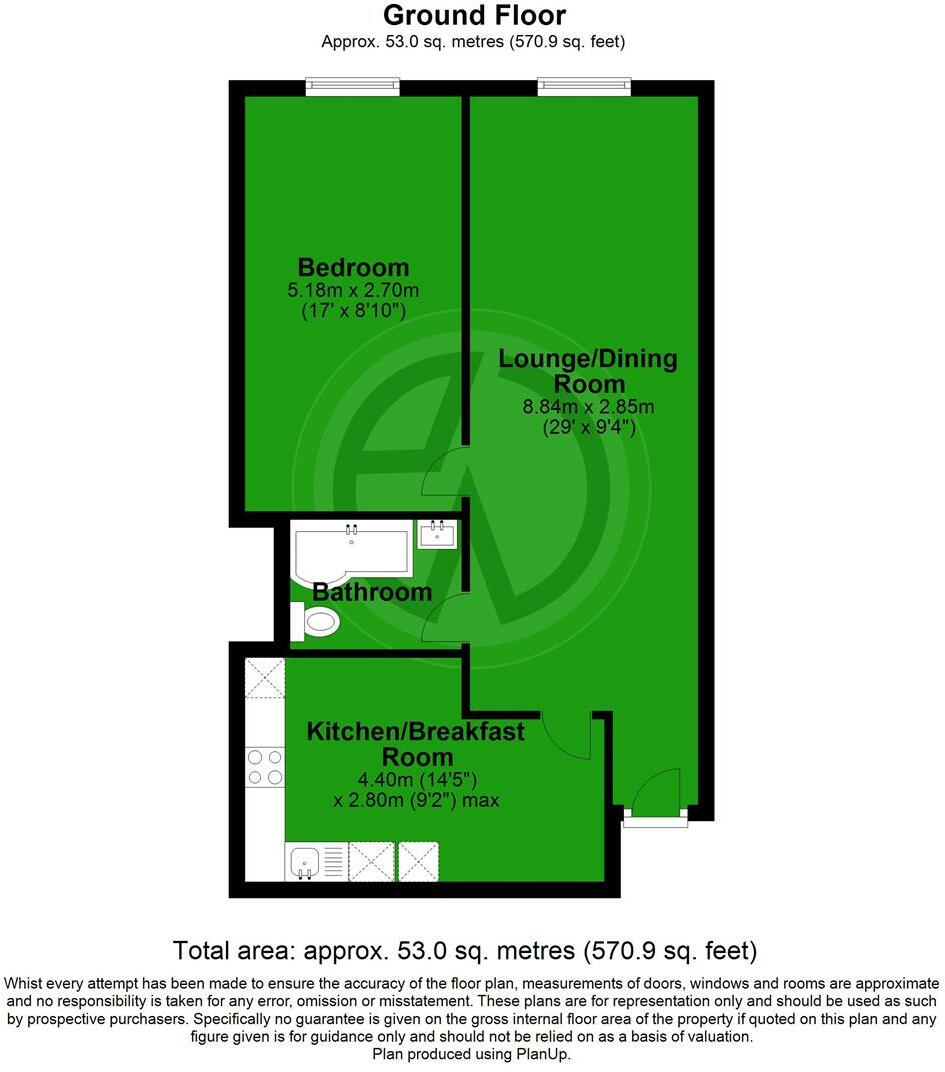 Ground Floor
Approx. 53.0 sq. metres (570.9 sq. feet)
Bedroom
5.18m x 2.70m
(17' x 8'10")
Lounge/Dining
Room
8.84m x 2.85m
(29' x 9'4")
Bathroom
Kitchen/Breakfast
Room
4.40m (14'5")
x 2.80m (9'2") max
Total area: approx. 53.0 sq. metres (570.9 sq. feet)
Whist every attempt has been made to ensure the accuracy of the floor plan, measurements of doors, windows and rooms are approximate
and no responsibility is taken for any error, omission or misstatement. These plans are for representation only and should be used as such
by prospective purchasers. Specifically no guarantee is given on the gross internal floor area of the property if quoted on this plan and any
figure given is for guidance only and should not be relied on as a basis of valuation.
Plan produced using PlanUp.